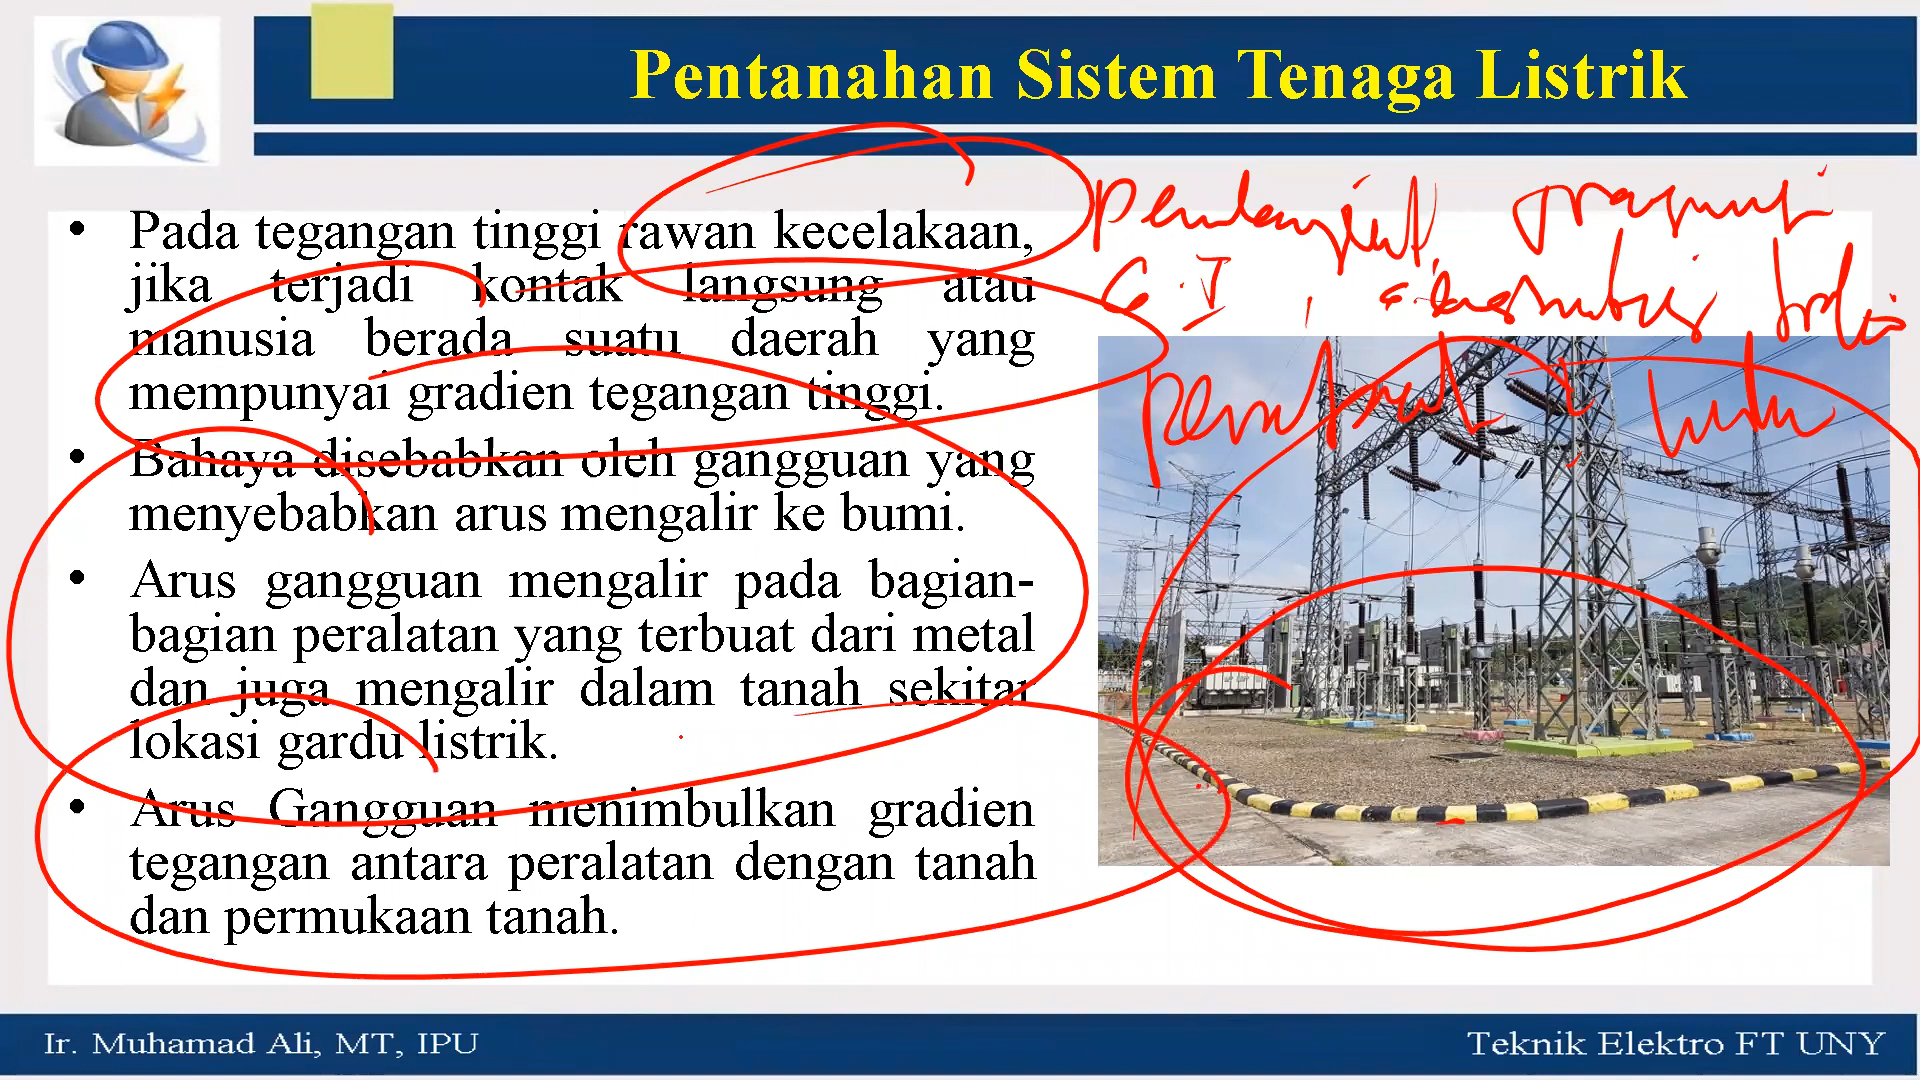 Pentanahan Sistem Tenaga Listrik
• Pada tegangan tinggi rawan kecelakaan,
jika terjadi kontak langsung atau
manusia berada suatu daerah yang
mempunyai gradien tegangan tinggi.
• Bahaya disebabkan oleh gangguan yang
menyebabkan arus mengalir ke bumi.
• Arus gangguan mengalir pada bagian-
bagian peralatan yang terbuat dari metal
dan juga mengalir dalam tanah sekitar
lokasi gardu listrik.
• Arus Gangguan menimbulkan gradien
tegangan antara peralatan dengan tanah
dan permukaan tanah.
G.I
Ir. Muhamad Ali, MT, IPU
Teknik Elektro FT UNY